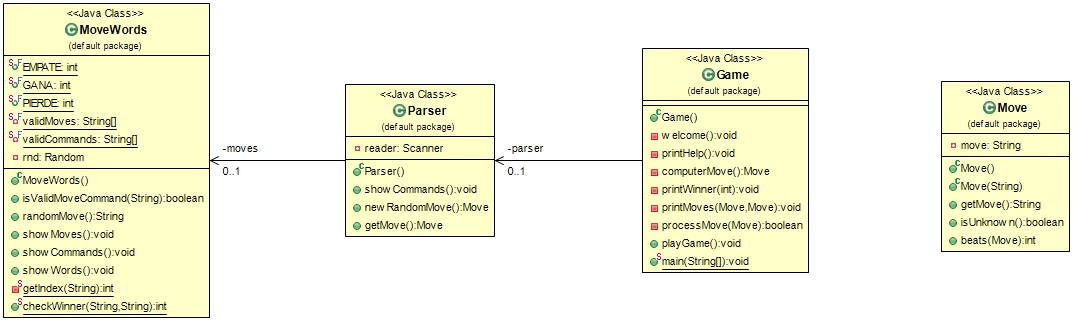 <<Java Class>>
MoveWords
(default package)
EMPATE: int
GANA: int
PIERDE: int
validMoves: String[]
validCommands: String[]
rnd: Random
MoveWords()
isValidMoveCommand(String):boolean
randomMove():String
showMoves():void
showCommands():void
showWords():void
getIndex(String):int
checkWinner(String,String):int
-moves
0..1
<<Java Class>>
Parser
(default package)
reader: Scanner
Parser()
showCommands():void
newRandomMove():Move
getMove():Move
-parser
0..1
<<Java Class>>
Game
(default package)
Game()
welcome():void
printHelp():void
computerMove():Move
printWinner(int):void
printMoves(Move,Move):void
processMove(Move):boolean
playGame():void
main(String[]):void
<<Java Class>>
Move
(default package)
move: String
Move()
Move(String)
getMove():String
isUnknown():boolean
beats(Move):int